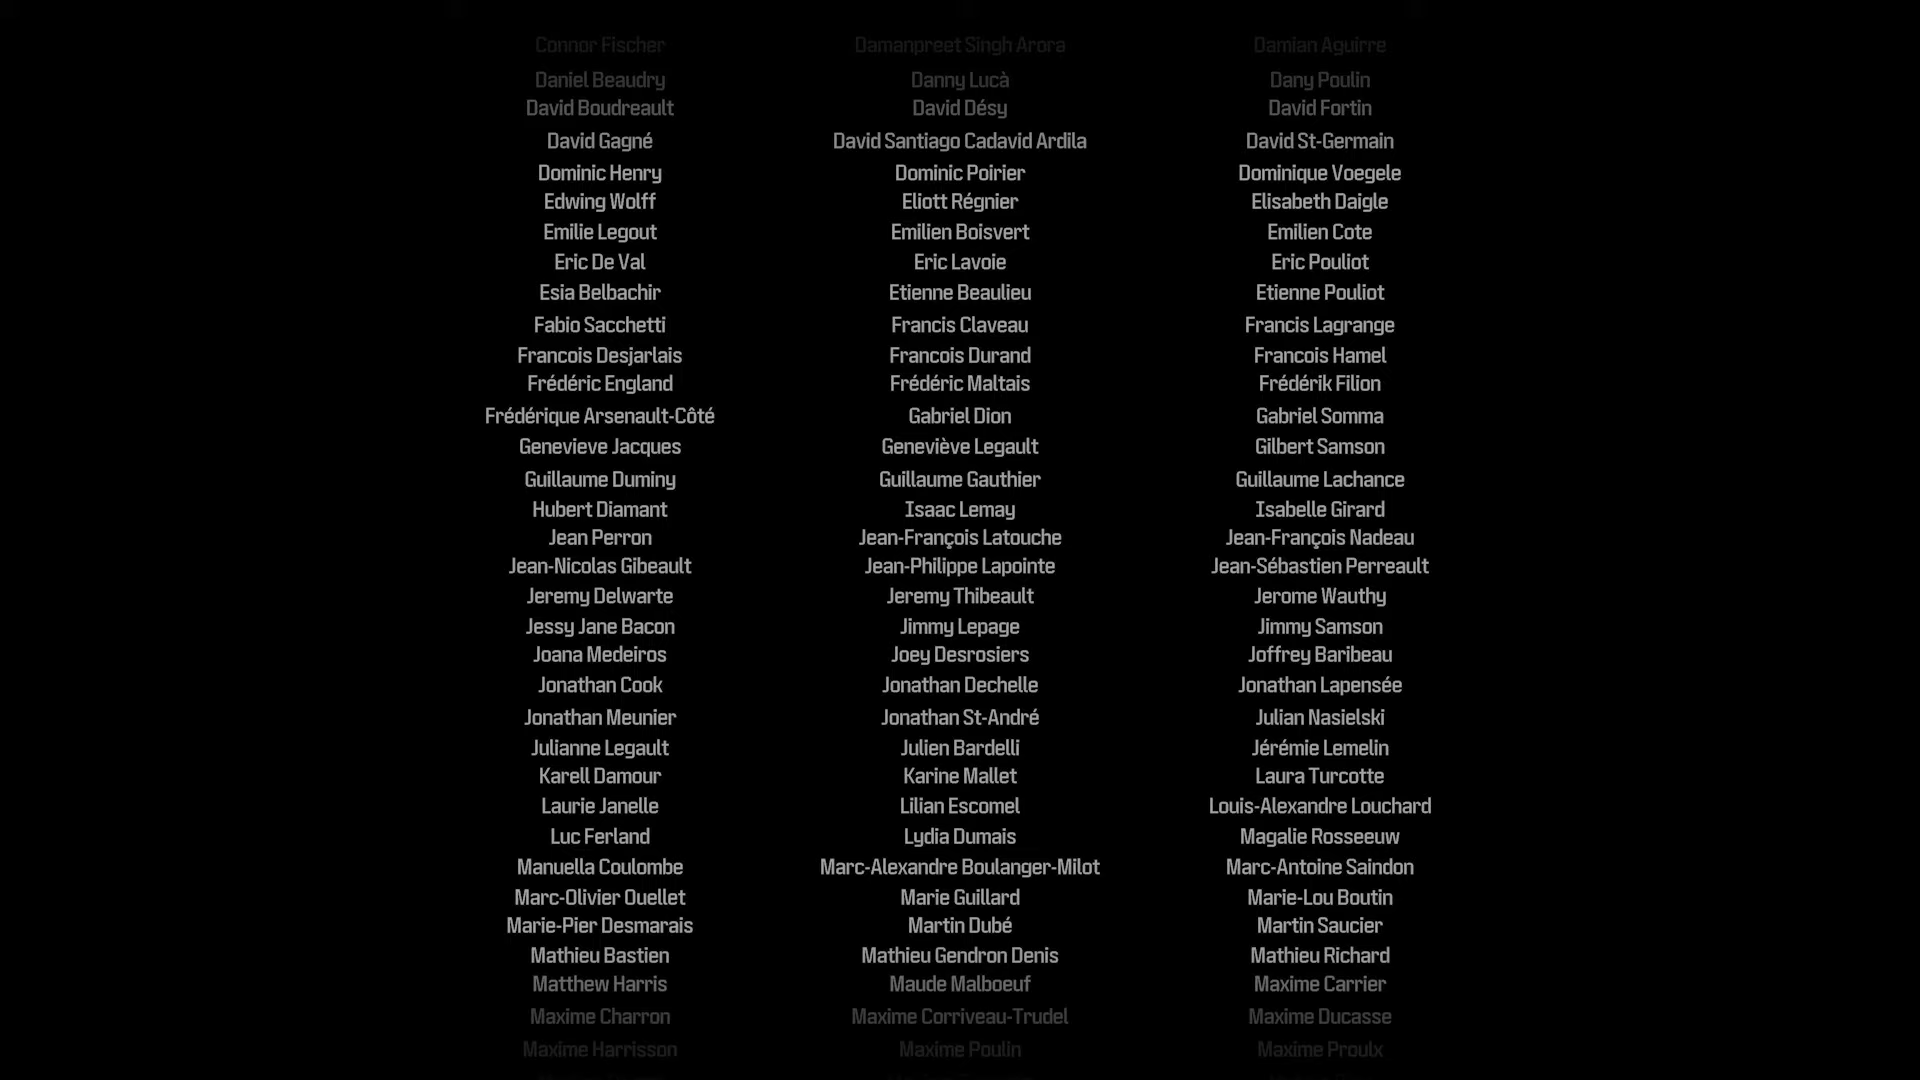 Connor Fischer Damanpreet Singh Arora Damian Aguirre
Daniel Beaudry Danny Lucà Dany Poulin
David Boudreault David Désy David Fortin
David Gagné David Santiago Cadavid Ardila David St-Germain
Dominic Henry Dominic Poirier Dominique Voegele
Edwing Wolff Eliott Régnier Elisabeth Daigle
Emilie Legout Emilien Boisvert Emilien Cote
Eric De Val Eric Lavoie Eric Pouliot
Esia Belbachir Etienne Beaulieu Etienne Pouliot
Fabio Sacchetti Francis Claveau Francis Lagrange
Francois Desjarlais Francois Durand Francois Hamel
Frédéric England Frédéric Maltais Frédérik Filion
Frédérique Arsenault-Côté Gabriel Dion Gabriel Somma
Genevieve Jacques Geneviève Legault Gilbert Samson
Guillaume Duminy Guillaume Gauthier Guillaume Lachance
Hubert Diamant Isaac Lemay Isabelle Girard
Jean Perron Jean-François Latouche Jean-François Nadeau
Jean-Nicolas Gibeault Jean-Philippe Lapointe Jean-Sébastien Perreault
Jeremy Delwarte Jeremy Thibeault Jerome Wauthy
Jessy Jane Bacon Jimmy Lepage Jimmy Samson
Joana Medeiros Joey Desrosiers Joffrey Baribeau
Jonathan Cook Jonathan Dechelle Jonathan Lapensée
Jonathan Meunier Jonathan St-André Julian Nasielski
Julianne Legault Julien Bardelli Jérémie Lemelin
Karell Damour Karine Mallet Laura Turcotte
Laurie Janelle Lilian Escomel Louis-Alexandre Louchard
Luc Ferland Lydia Dumais Magalie Rosseeuw
Manuella Coulombe Marc-Alexandre Boulanger-Milot Marc-Antoine Saindon
Marc-Olivier Ouellet Marie Guillard Marie-Lou Boutin
Marie-Pier Desmarais Martin Dubé Martin Saucier
Mathieu Bastien Mathieu Gendron Denis Mathieu Richard
Matthew Harris Maude Malboeuf Maxime Carrier
Maxime Charron Maxime Corriveau-Trudel Maxime Ducasse
Maxime Harrisson Maxime Poulin Maxime Proulx